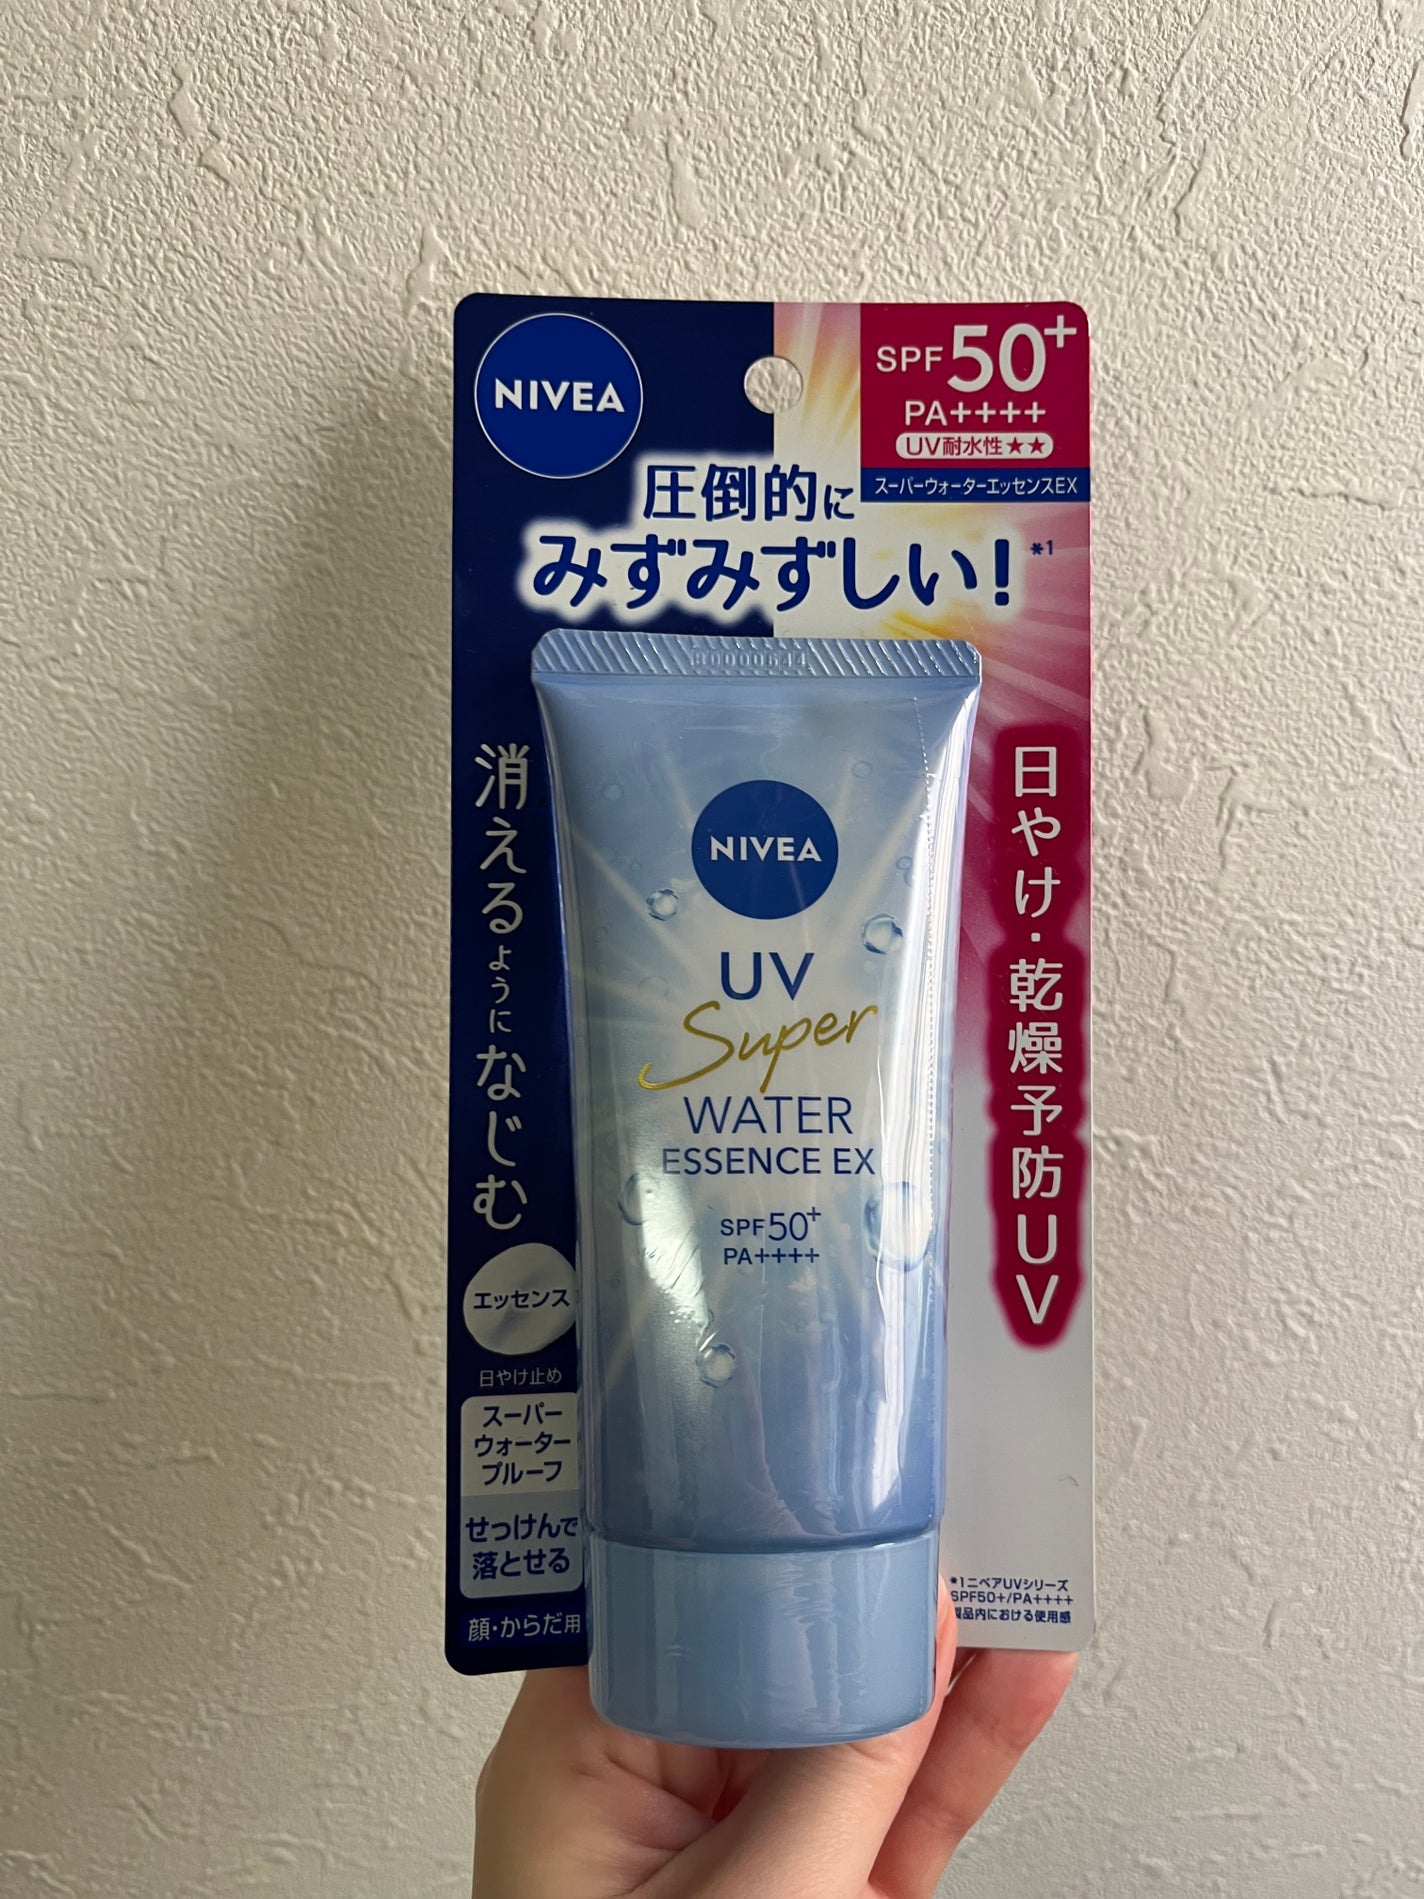 NIVEA
SPF50+
PA++++
UV耐水性★★
スーパーウォーターエッセンスEX
圧倒的に
みずみずしい!*1
消えるようになじむ
日やけ・乾燥予防UV
NIVEA
UV
Super
WATER
ESSENCE EX
SPF50+
PA++++
エッセンス
日やけ止め
スーパー
ウォーター
プルーフ
せっけんで
落とせる
顔・からだ用
*1ニベアUVシリーズ
SPF50+/PA++++
製品内における使用感